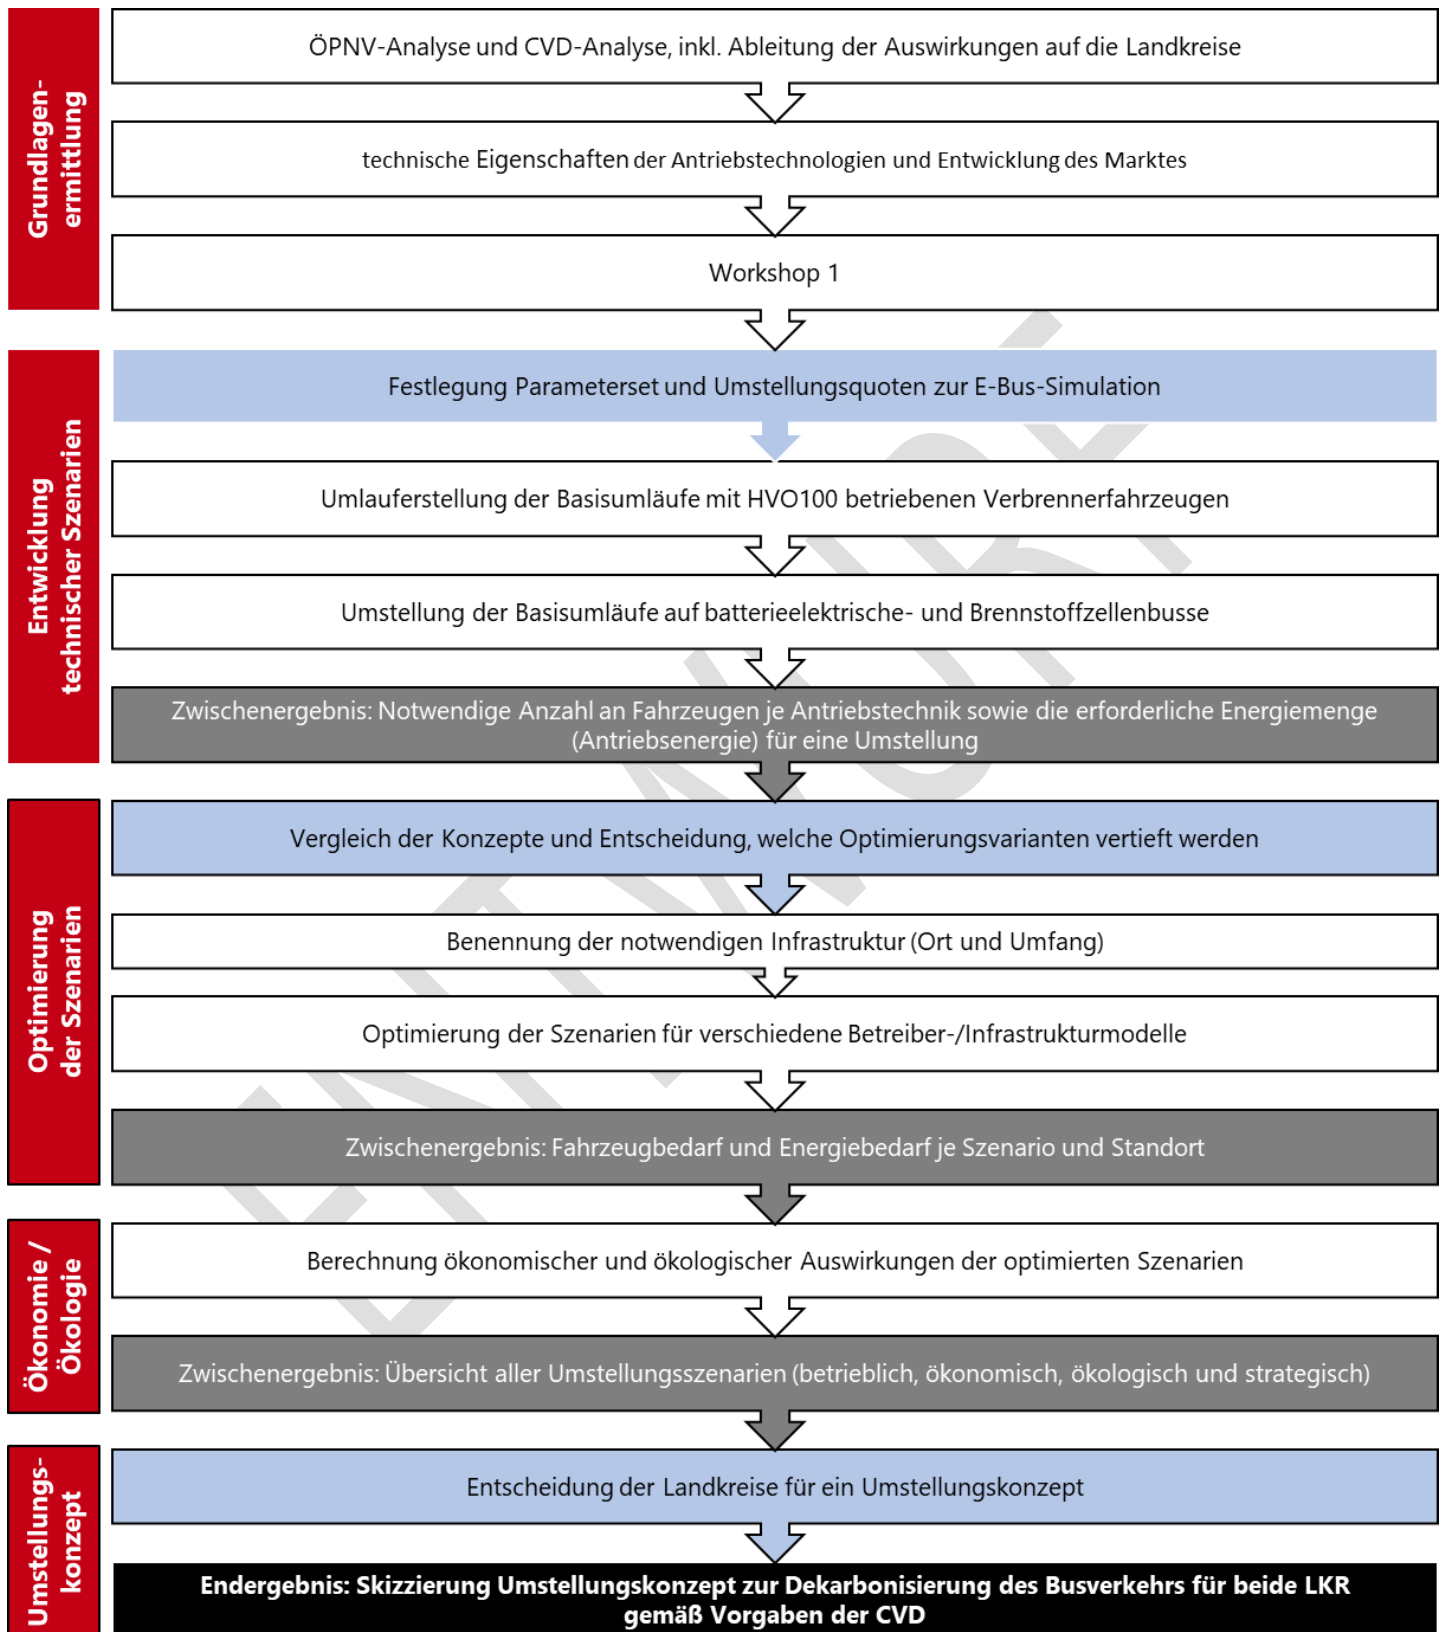 Grundlagen-
ermittlung
ÖPNV-Analyse und CVD-Analyse, inkl. Ableitung der Auswirkungen auf die Landkreise
technische Eigenschaften der Antriebstechnologien und Entwicklung des Marktes
Workshop 1
Entwicklung
technischer Szenarien
Festlegung Parameterset und Umstellungsquoten zur E-Bus-Simulation
Umlauferstellung der Basisumläufe mit HVO100 betriebenen Verbrennerfahrzeugen
Umstellung der Basisumläufe auf batterieelektrische- und Brennstoffzellenbusse
Zwischenergebnis: Notwendige Anzahl an Fahrzeugen je Antriebstechnik sowie die erforderliche Energiemenge
(Antriebsenergie) für eine Umstellung
Optimierung
der Szenarien
Vergleich der Konzepte und Entscheidung, welche Optimierungsvarianten vertieft werden
Benennung der notwendigen Infrastruktur (Ort und Umfang)
Optimierung der Szenarien für verschiedene Betreiber-/Infrastrukturmodelle
Zwischenergebnis: Fahrzeugbedarf und Energiebedarf je Szenario und Standort
Ökonomie /
Ökologie
Berechnung ökonomischer und ökologischer Auswirkungen der optimierten Szenarien
Zwischenergebnis: Übersicht aller Umstellungsszenarien (betrieblich, ökonomisch, ökologisch und strategisch)
Umstellungs-
konzept
Entscheidung der Landkreise für ein Umstellungskonzept
Endergebnis: Skizzierung Umstellungskonzept zur Dekarbonisierung des Busverkehrs für beide LKR
gemäß Vorgaben der CVD
ENTWURF